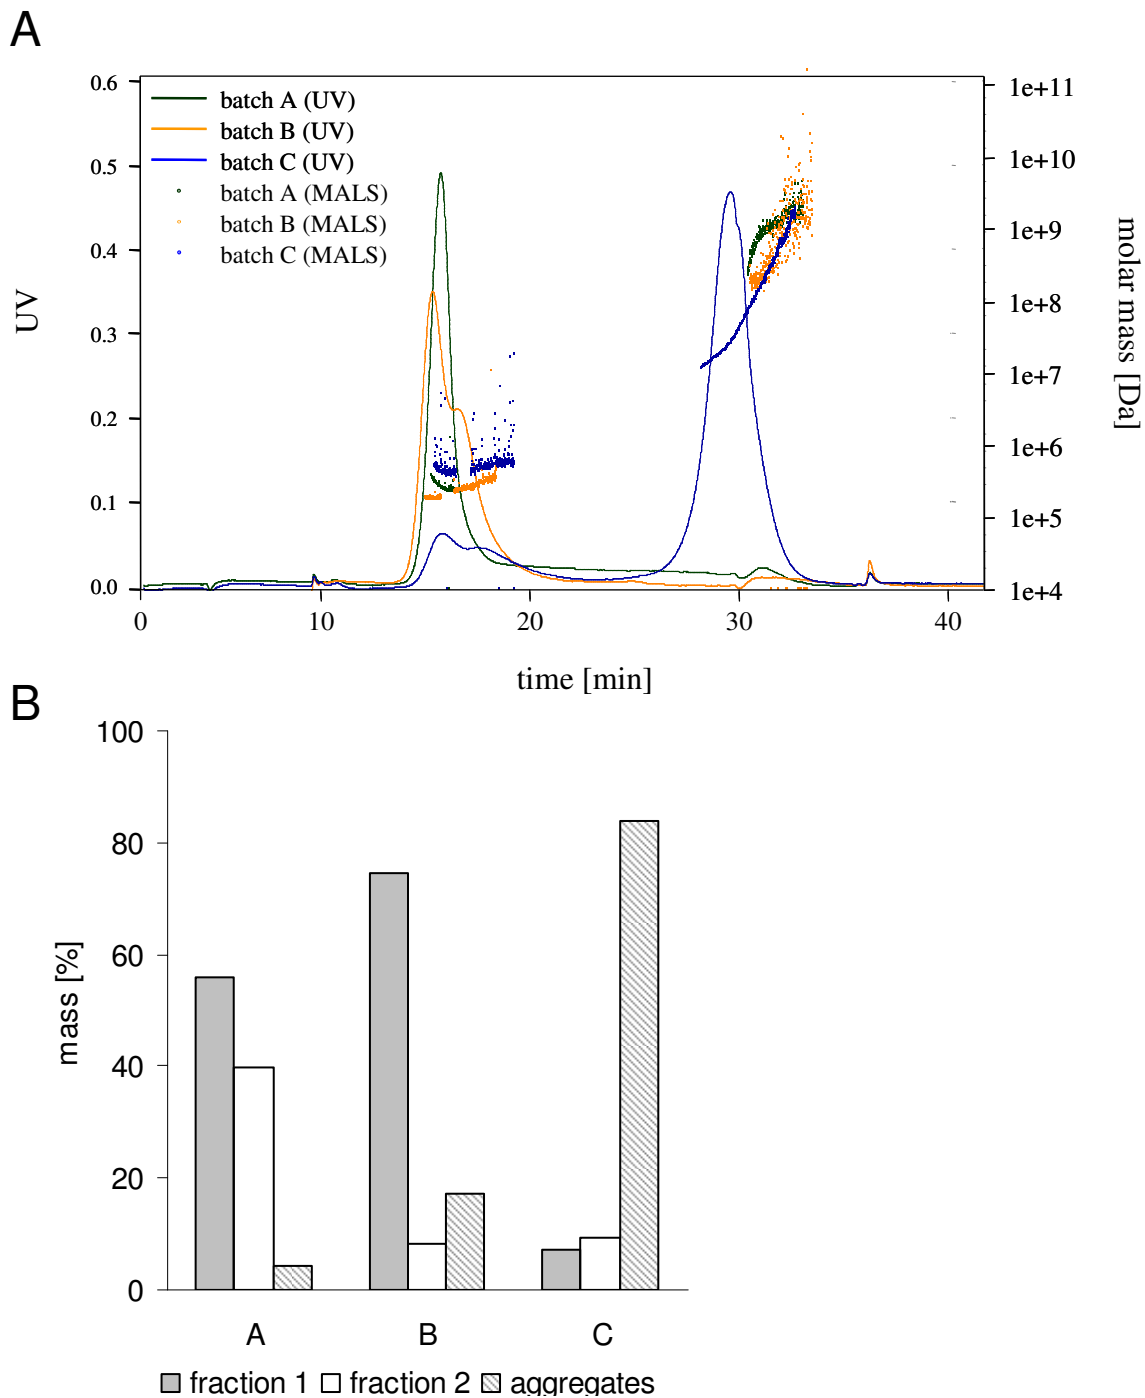 A
0.6
0.5
0.4
0.3
0.2
0.1
0.0
UV
batch A (UV)
batch B (UV)
batch C (UV)
batch A (MALS)
batch B (MALS)
batch C (MALS)
1e+11
1e+10
1e+9
1e+8
1e+7
1e+6
1e+5
1e+4
molar mass [Da]
0 10 20 30 40
time [min]
B
100
80
60
40
20
0
mass [%]
A B C
fraction 1 fraction 2 aggregates